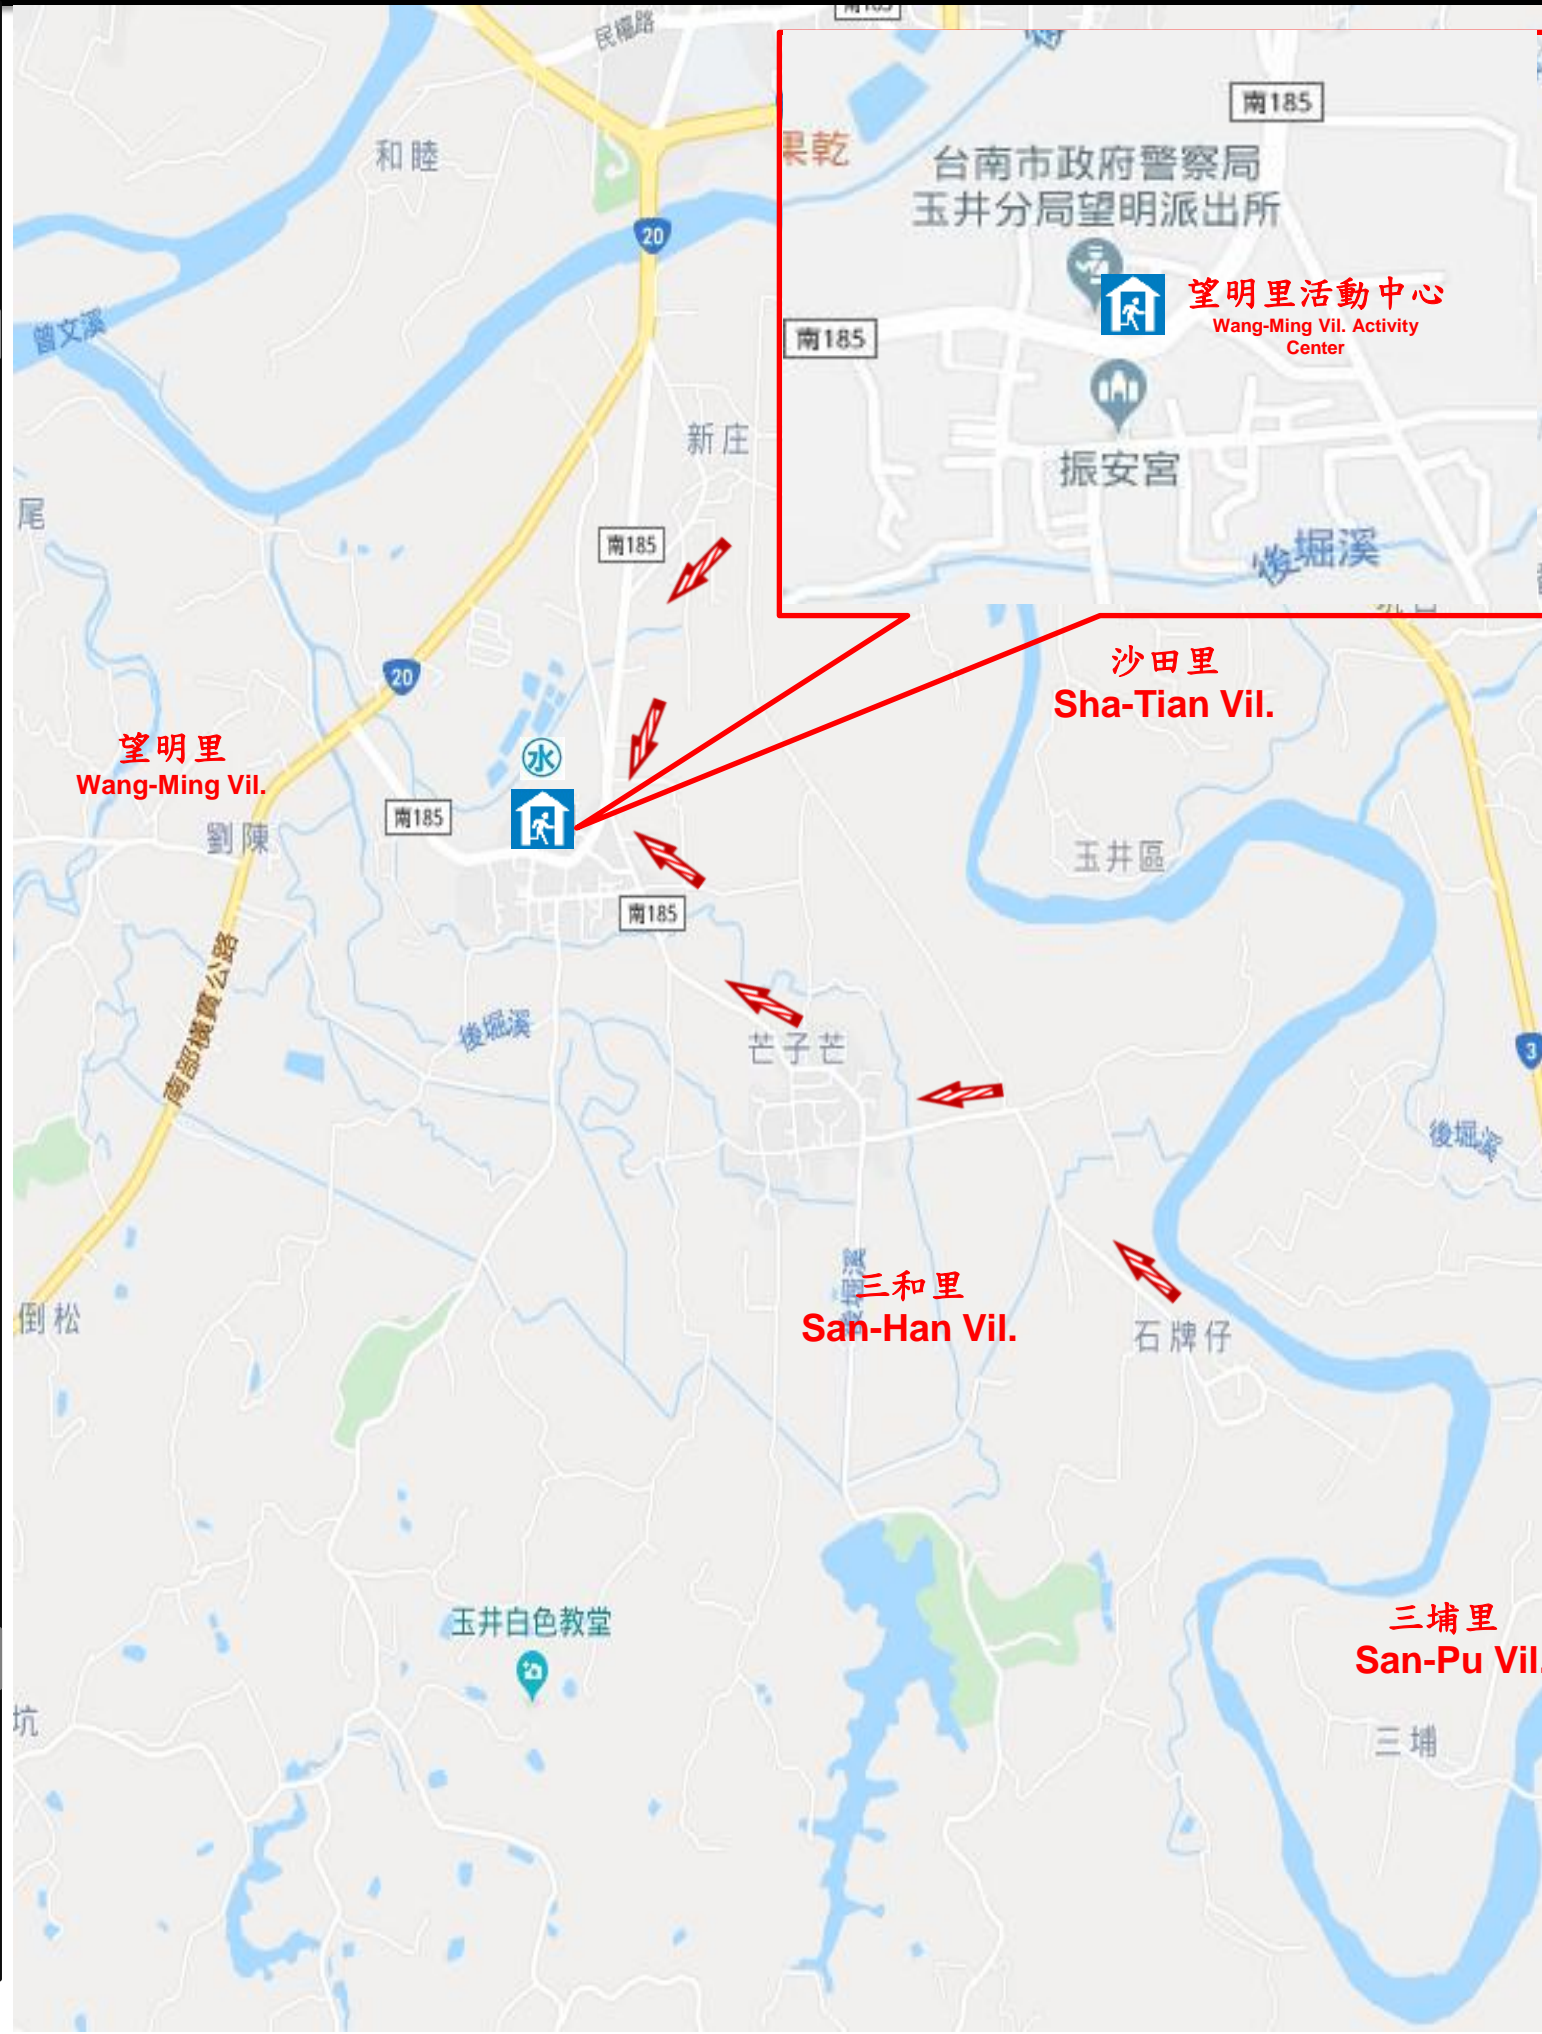 民權路
和睦
20
曾文溪
新庄
尾
南185
20
望明里
Wang-Ming Vil.
劉陳
南185
水
南185
南部橫貫公路
後堀溪
芒子芒
倒松
玉井白色教堂
坑
南185
果乾
台南市政府警察局
玉井分局望明派出所
望明里活動中心
Wang-Ming Vil. Activity
Center
南185
振安宮
後堀溪
沙田里
Sha-Tian Vil.
玉井區
3
後堀溪
後堀溪
三和里
San-Han Vil.
石牌仔
三埔里
San-Pu Vil.
三埔